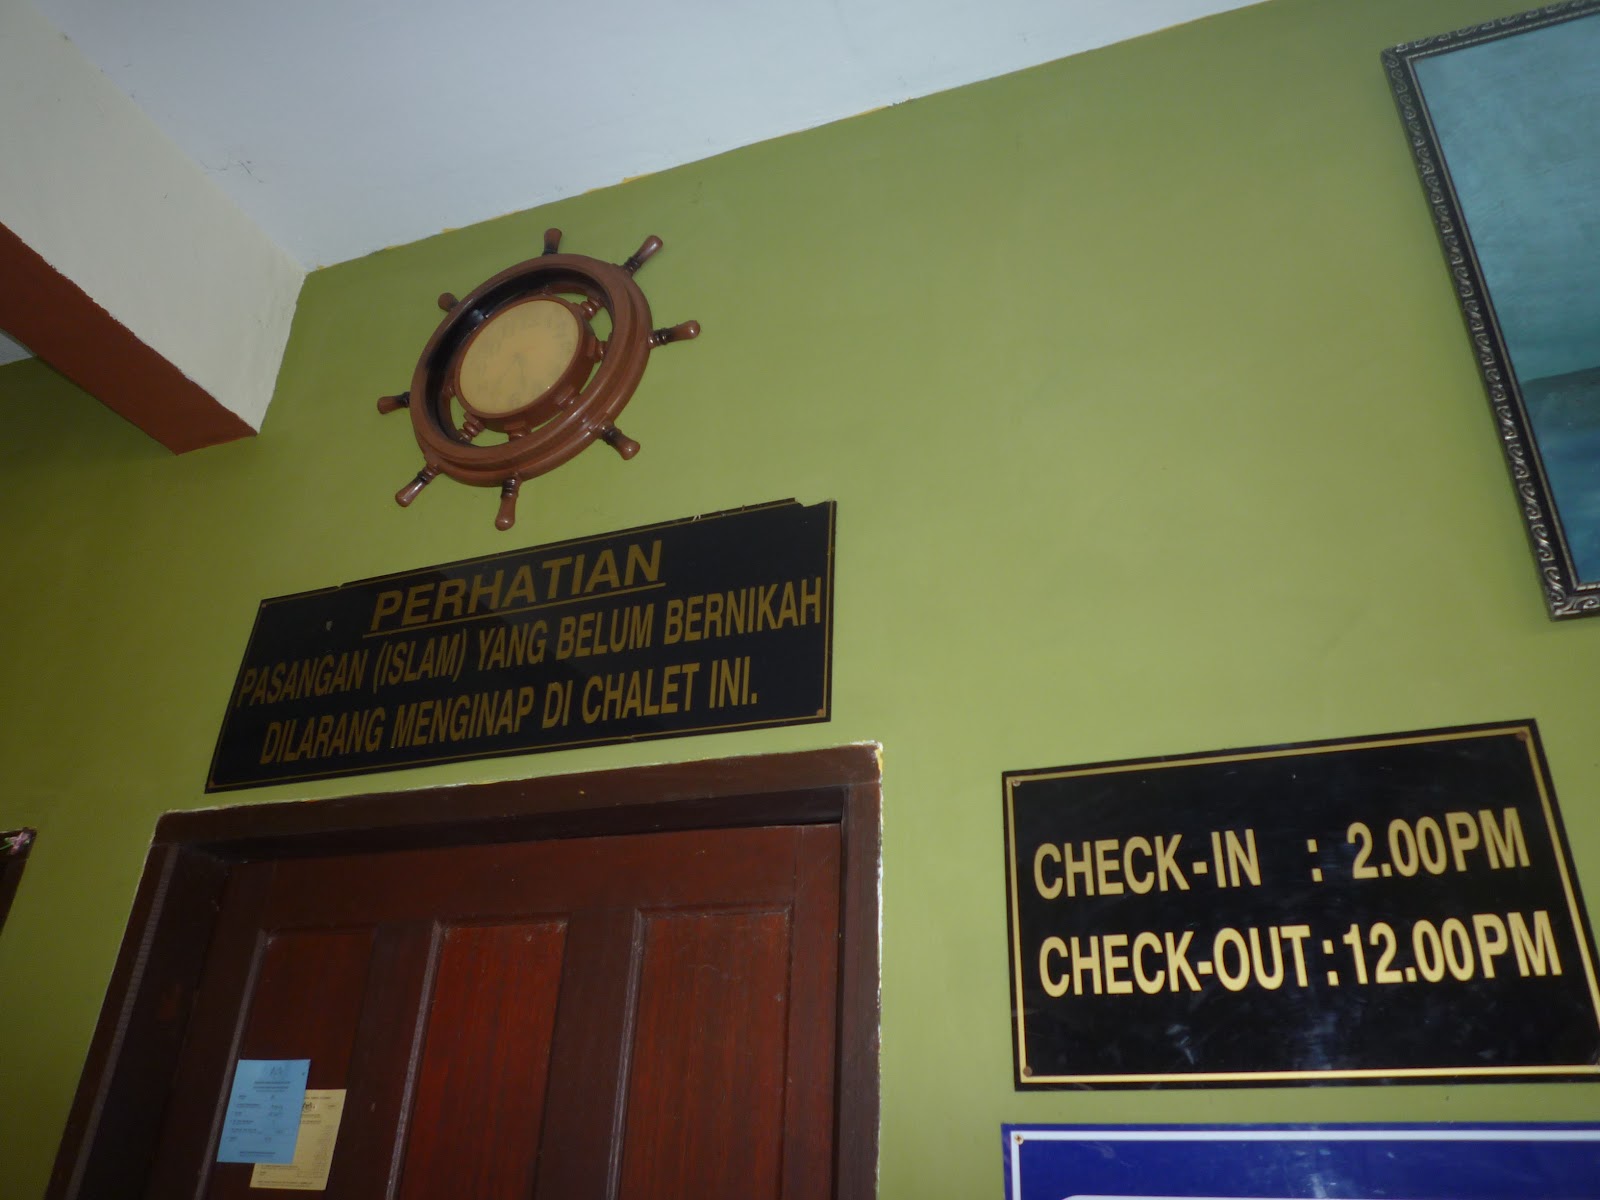 PERHATIAN
PASANGAN (ISLAM) YANG BELUM BERNIKAH
DILARANG MENGINAP DI CHALET INI.
CHECK-IN : 2.00PM
CHECK-OUT : 12.00PM